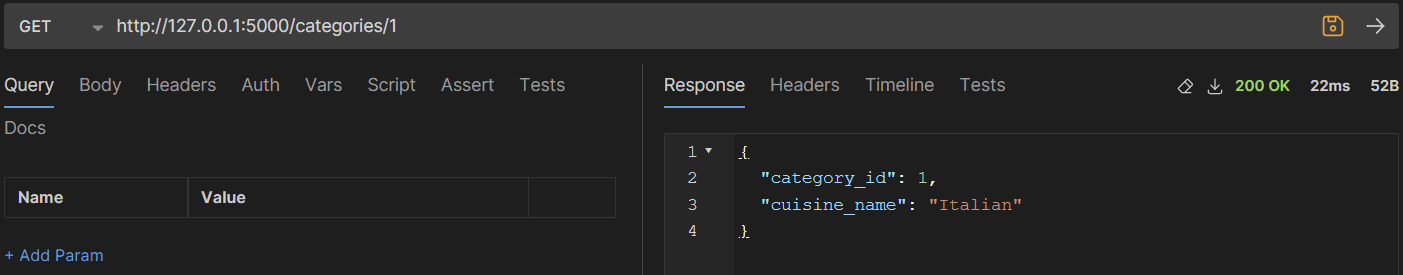 GET http://127.0.0.1:5000/categories/1
Query Body Headers Auth Vars Script Assert Tests
Docs
Name Value
+ Add Param
Response Headers Timeline Tests 200 OK 22ms 52B
1 {
2 "category_id": 1,
3 "cuisine_name": "Italian"
4 }